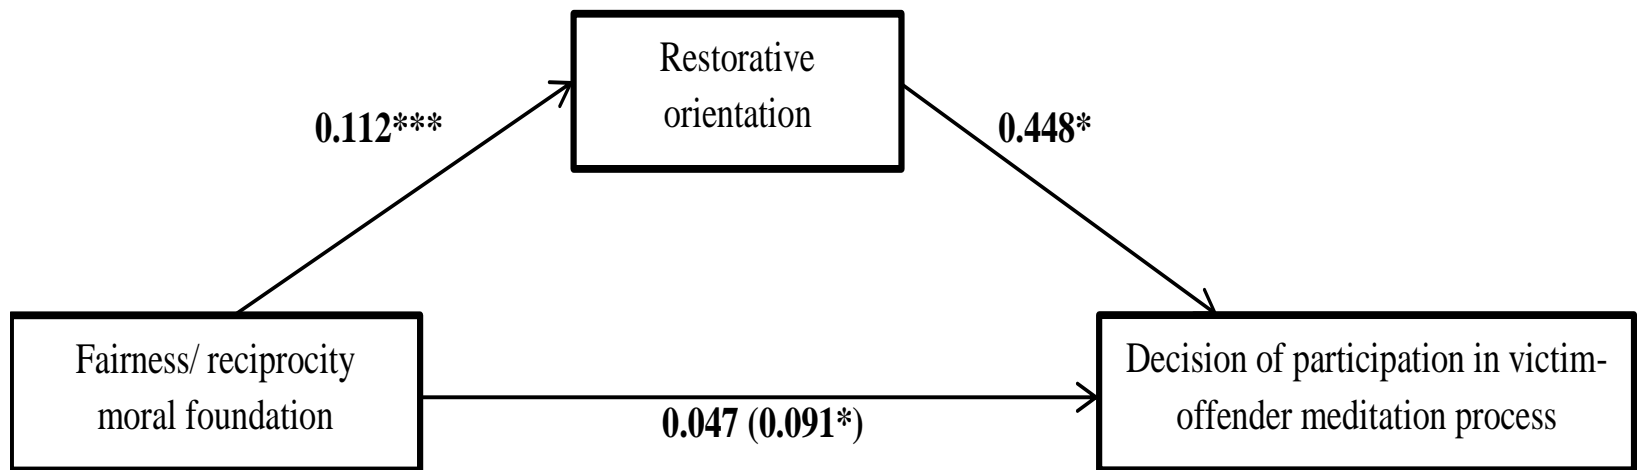 Restorative
orientation
0.112***
0.448*
Fairness/ reciprocity
moral foundation
0.047 (0.091*)
Decision of participation in victim-
offender meditation process